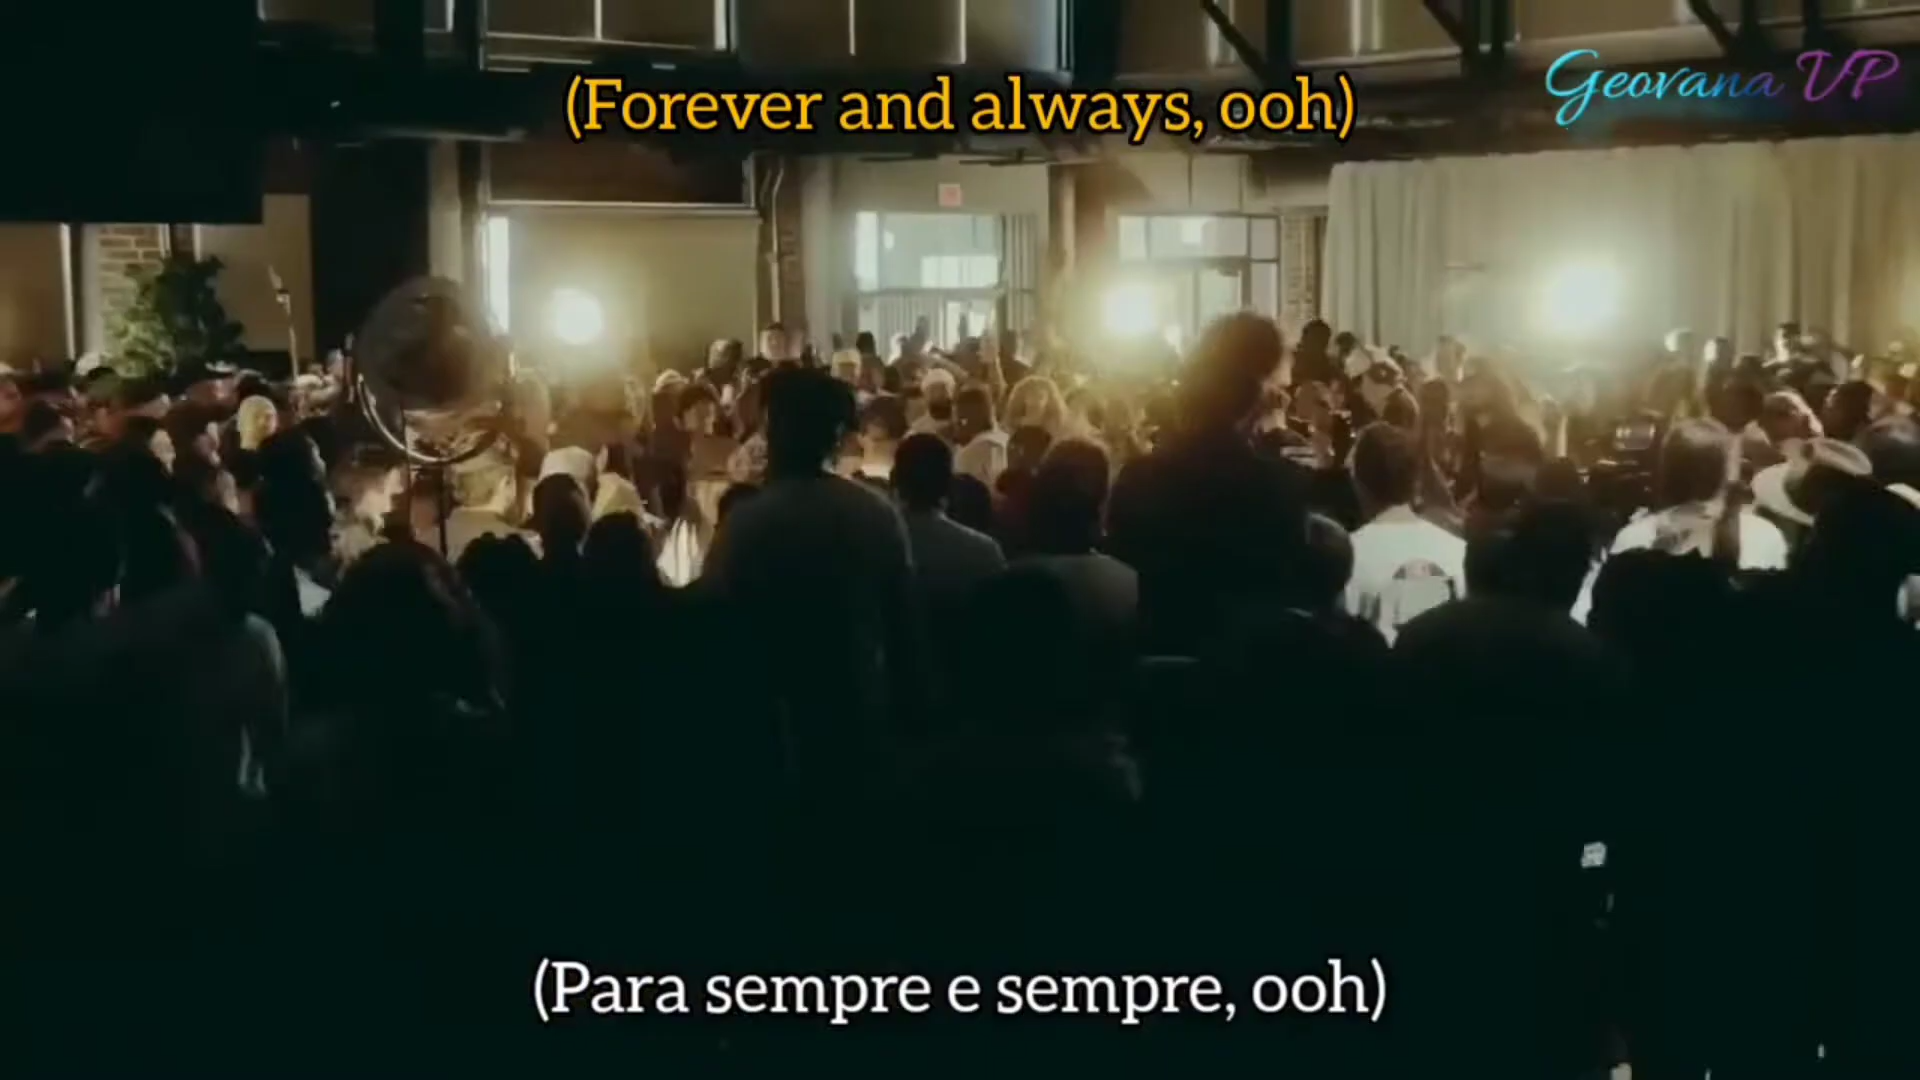 (Forever and always, ooh)
Geovana VP
(Para sempre e sempre, ooh)